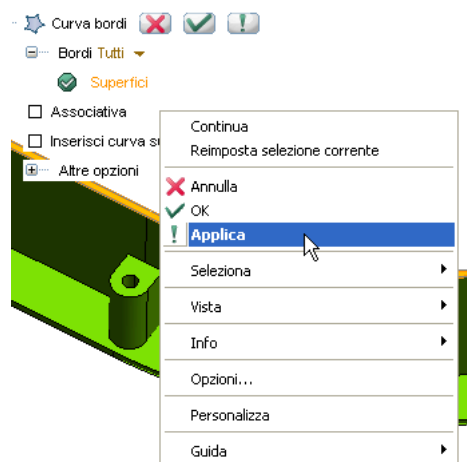 Curva bordi
Bordi Tutti
Superfici
Associativa
Inserisci curva su
Altre opzioni
Continua
Reimposta selezione corrente
Annulla
OK
Applica
Seleziona
Vista
Info
Opzioni...
Personalizza
Guida